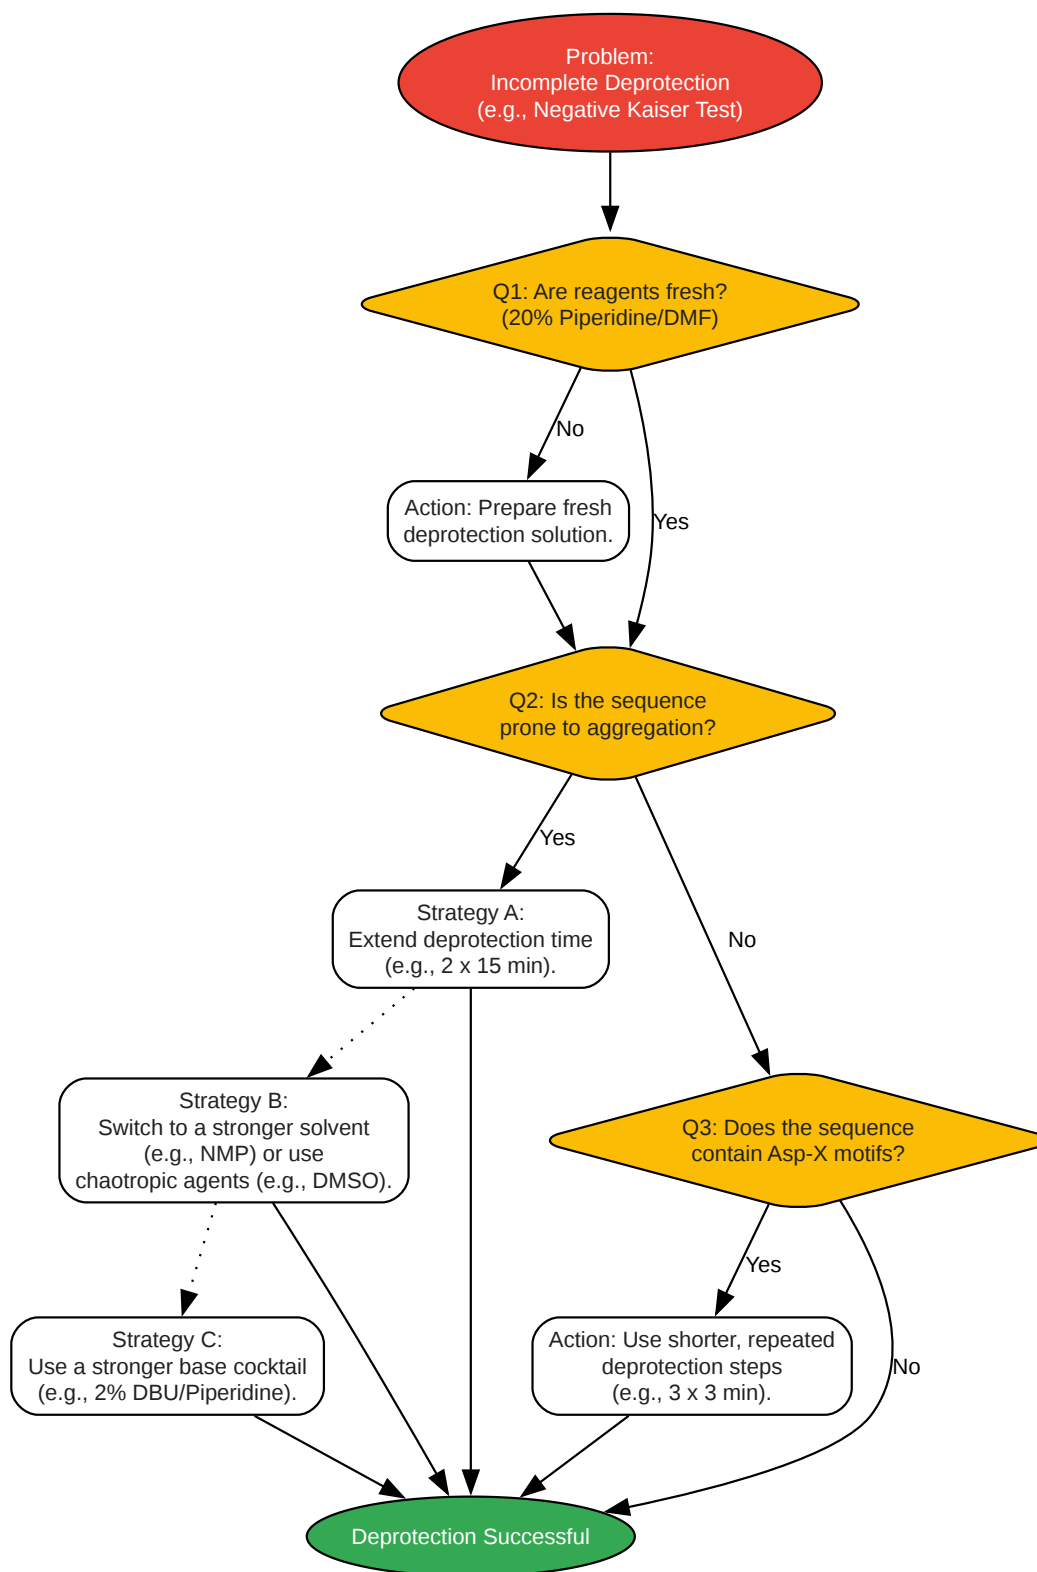 Problem:
Incomplete Deprotection
(e.g., Negative Kaiser Test)
Q1: Are reagents fresh?
(20% Piperidine/DMF)
No
Action: Prepare fresh
deprotection solution.
Yes
Q2: Is the sequence
prone to aggregation?
Yes
Strategy A:
Extend deprotection time
(e.g., 2 x 15 min).
No
Strategy B:
Switch to a stronger solvent
(e.g., NMP) or use
chaotropic agents (e.g., DMSO).
Q3: Does the sequence
contain Asp-X motifs?
Yes
Strategy C:
Use a stronger base cocktail
(e.g., 2% DBU/Piperidine).
Action: Use shorter, repeated
deprotection steps
(e.g., 3 x 3 min).
No
Deprotection Successful